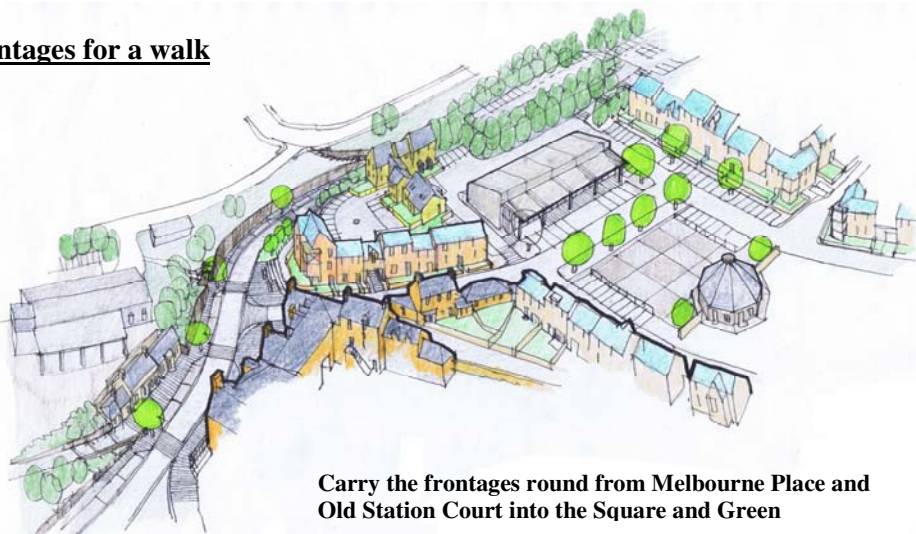 ntages for a walk
Carry the frontages round from Melbourne Place and
Old Station Court into the Square and Green